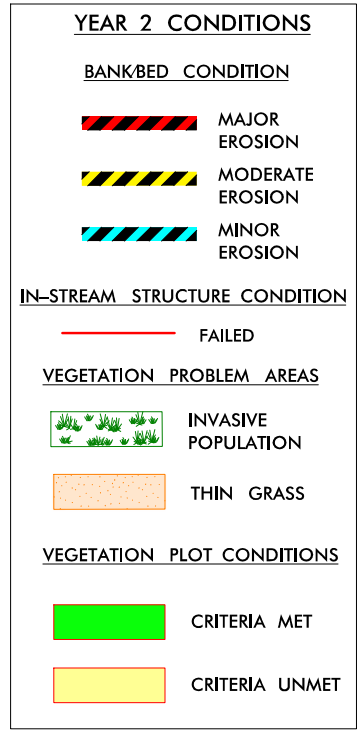 YEAR 2 CONDITIONS
BANK/BED CONDITION
MAJOR
EROSION
MODERATE
EROSION
MINOR
EROSION
IN-STREAM STRUCTURE CONDITION
FAILED
VEGETATION PROBLEM AREAS
INVASIVE
POPULATION
THIN GRASS
VEGETATION PLOT CONDITIONS
CRITERIA MET
CRITERIA UNMET